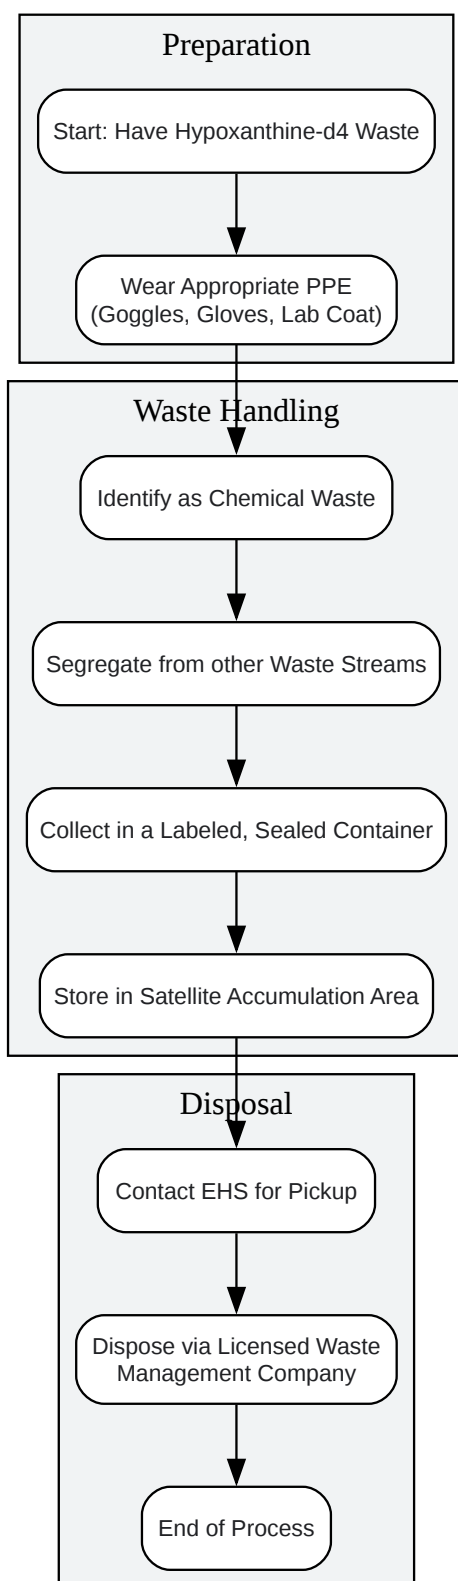 Preparation
Start: Have Hypoxanthine-d4 Waste
Wear Appropriate PPE
(Goggles, Gloves, Lab Coat)
Waste Handling
Identify as Chemical Waste
Segregate from other Waste Streams
Collect in a Labeled, Sealed Container
Store in Satellite Accumulation Area
Disposal
Contact EHS for Pickup
Dispose via Licensed Waste
Management Company
End of Process